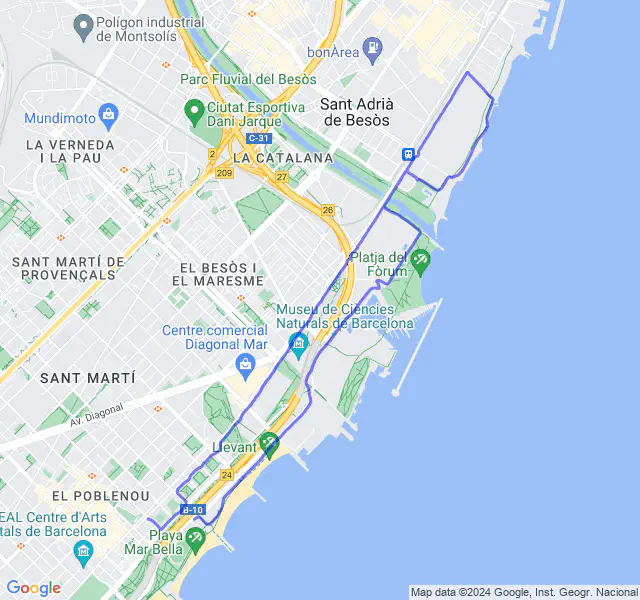 Polígon industrial
de Montsolís
bonÀrea
Parc Fluvial del Besòs
Mundimoto
Ciutat Esportiva
Dani Jarque
Sant Adrià
de Besòs
C-31
LA VERNEDA
I LA PAU
2
LA CATALANA
209
27
26
SANT MARTÍ DE
PROVENÇALS
EL BESÒS I
EL MARESME
Platja del
Fòrum
Museu de Ciències
Naturals de Barcelona
Centre comercial
Diagonal Mar
SANT MARTÍ
Av. Diagonal
Llevant
24
EL POBLENOU
B-10
EAL Centre d'Arts
tals de Barcelona
Playa
Mar Bella
Google
Map data ©2024 Google, Inst. Geogr. Nacional